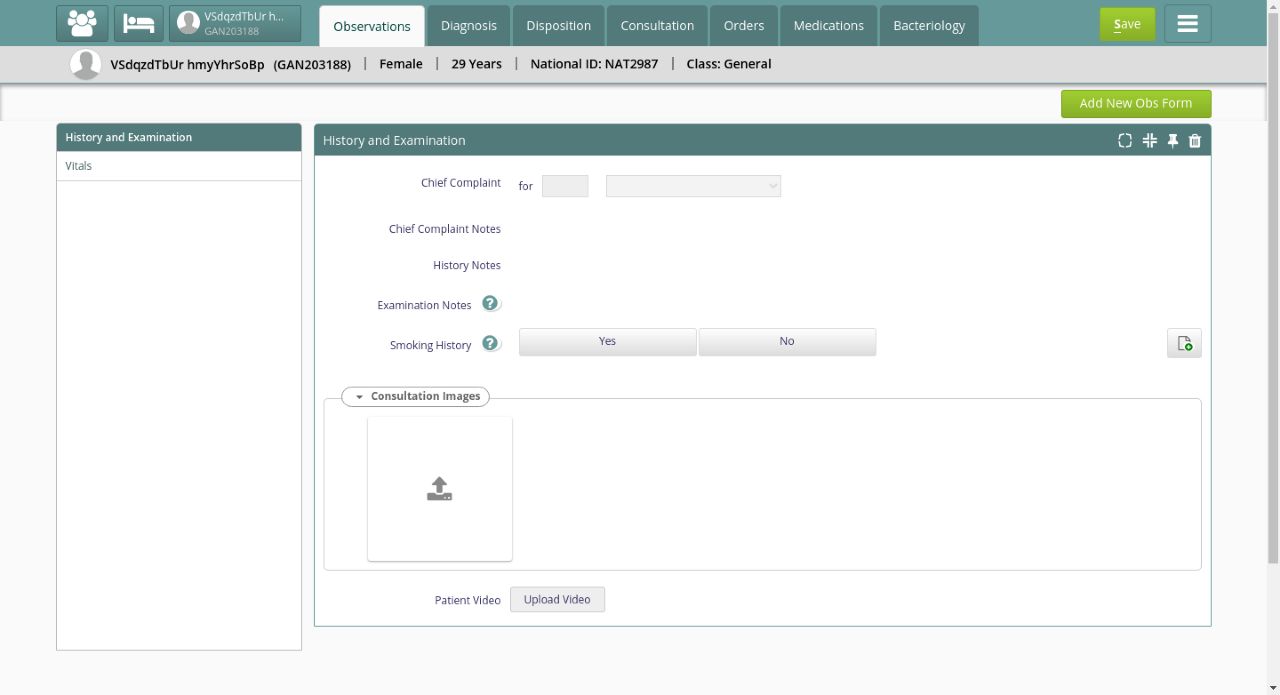 VSdqzdTbUr h...
GAN203188
Observations
Diagnosis
Disposition
Consultation
Orders
Medications
Bacteriology
Save
VSdqzdTbUr hmyYhrSoBp (GAN203188) | Female | 29 Years | National ID: NAT2987 | Class: General
Add New Obs Form
History and Examination
Vitals
History and Examination
Chief Complaint for
Chief Complaint Notes
History Notes
Examination Notes ?
Smoking History ? Yes No
Consultation Images
Patient Video Upload Video